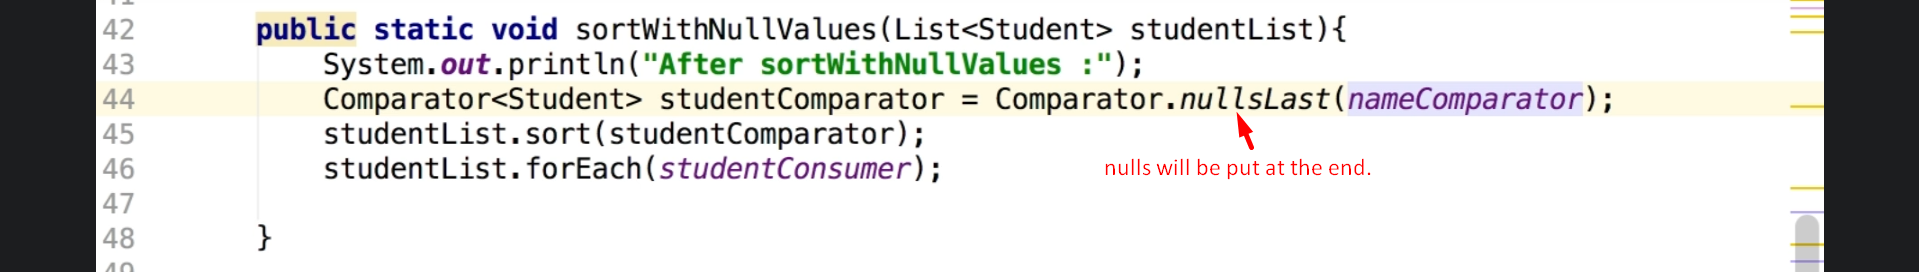 42 public static void sortWithNullValues(List<Student> studentList){
43 System.out.println("After sortWithNullValues :");
44 Comparator<Student> studentComparator = Comparator.nullsLast(nameComparator);
45 studentList.sort(studentComparator);
46 studentList.forEach(studentConsumer);
nulls will be put at the end.
47
48 }